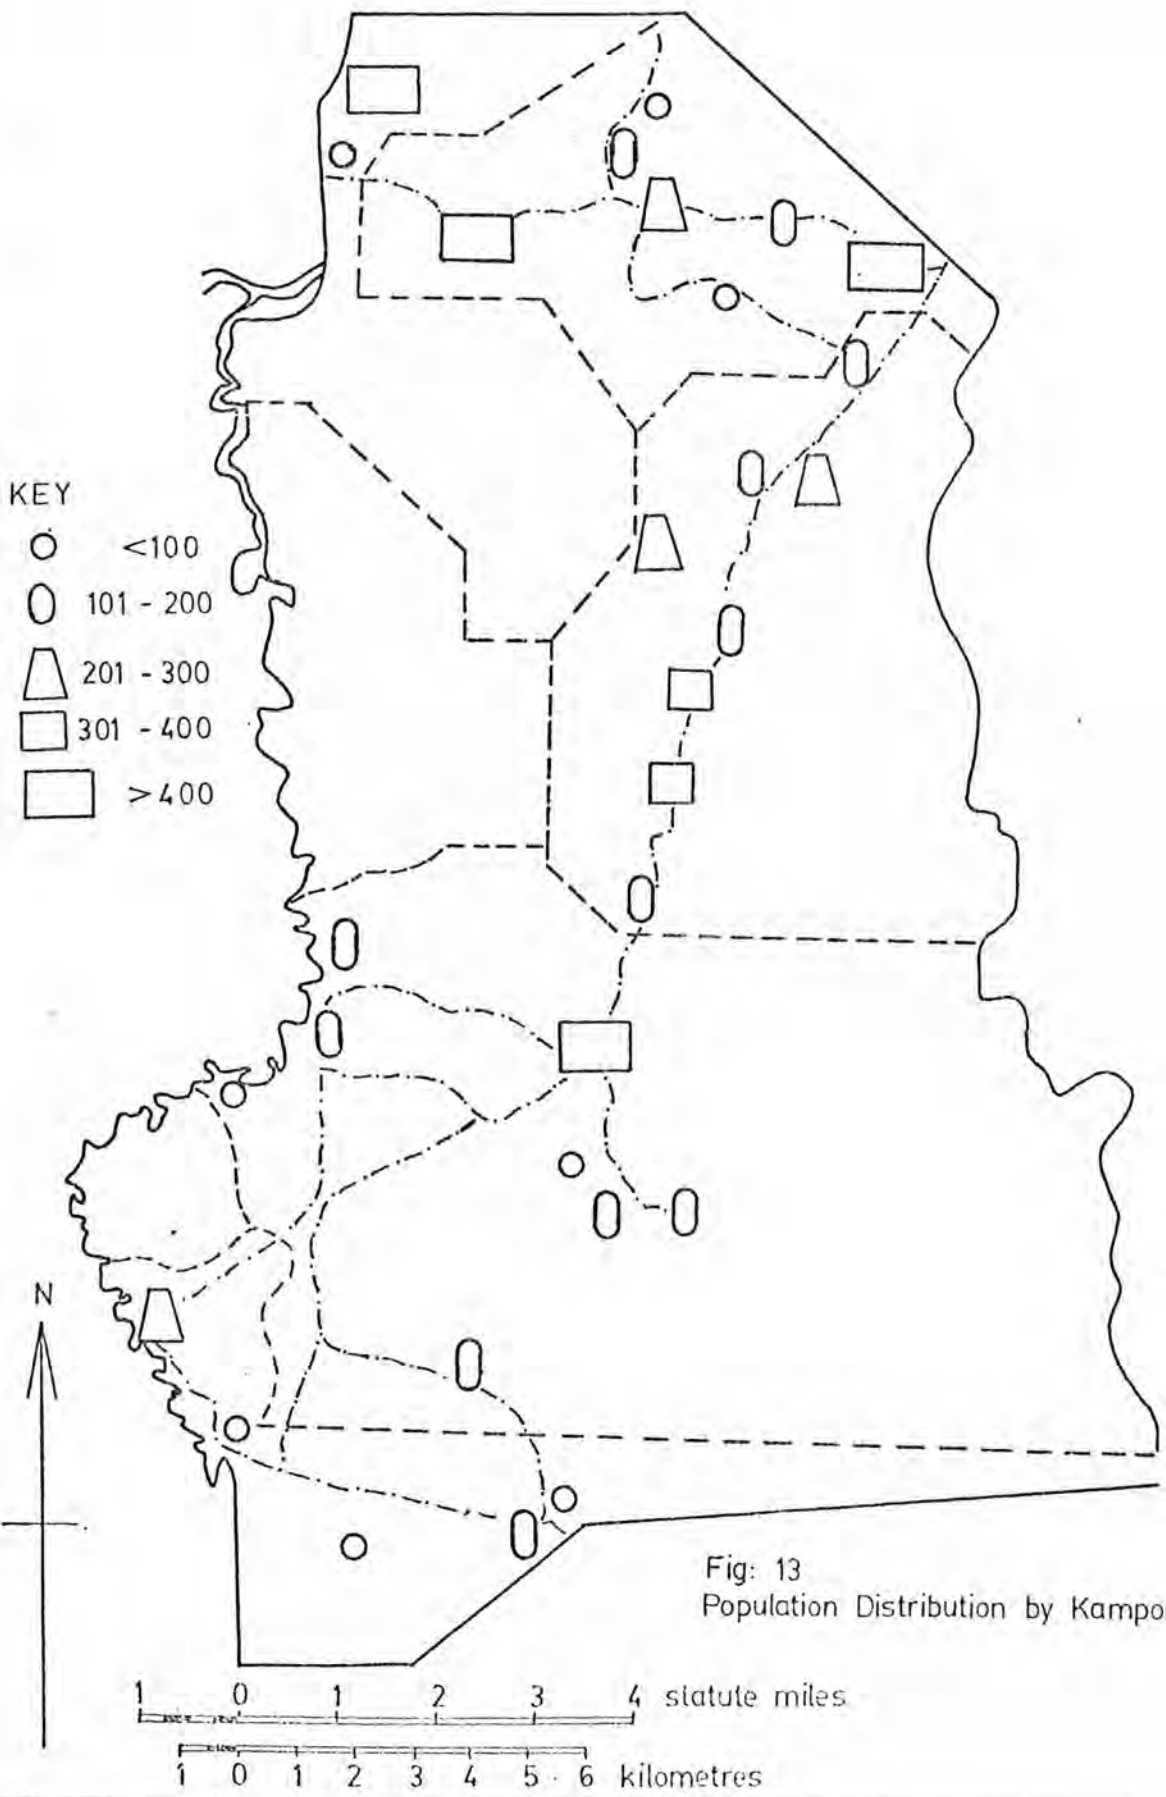 KEY
<100
101 - 200
201 - 300
301 - 400
>400
N
Fig: 13
Population Distribution by Kampo
1 0 1 2 3 4 statute miles
1 0 1 2 3 4 5 6 kilometres